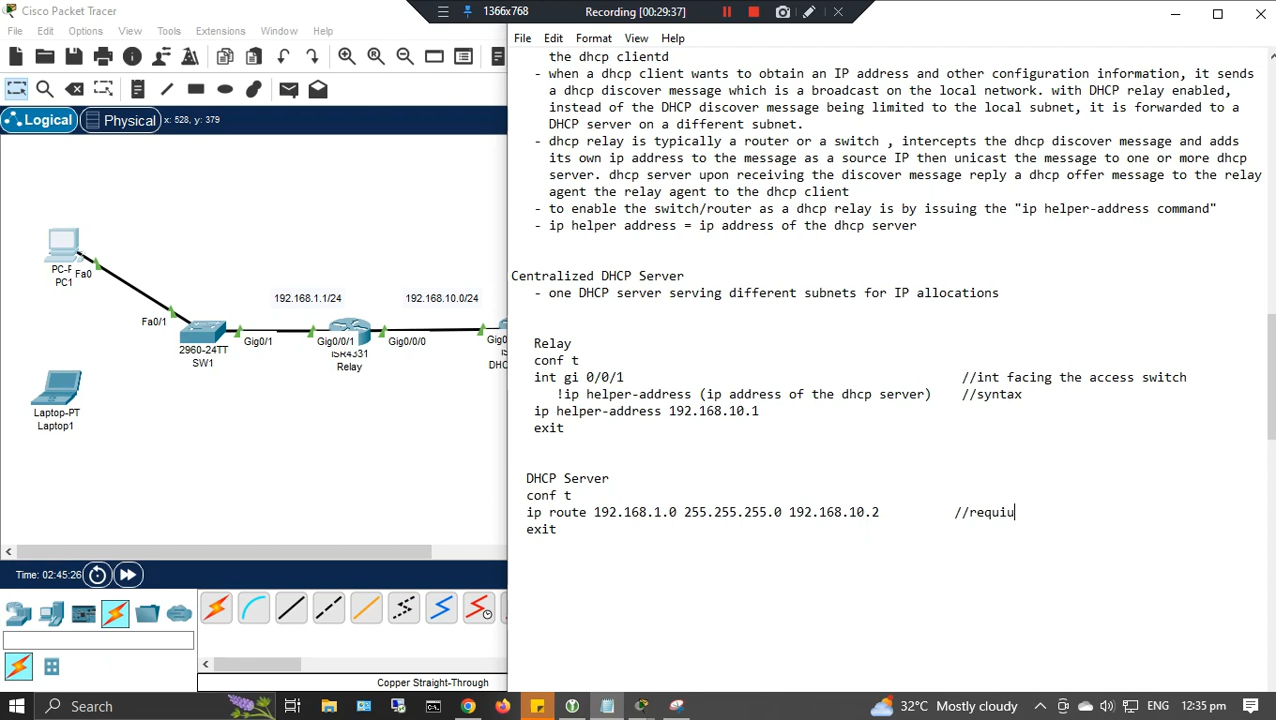 Cisco Packet Tracer
1366x768
Recording [00:29:37]
File Edit Options View Tools Extensions Window Help
File Edit Format View Help
Logical
Physical
x: 528, y: 379
the dhcp clientd
- when a dhcp client wants to obtain an IP address and other configuration information, it sends
a dhcp discover message which is a broadcast on the local network. with DHCP relay enabled,
instead of the DHCP discover message being limited to the local subnet, it is forwarded to a
DHCP server on a different subnet.
- dhcp relay is typically a router or a switch , intercepts the dhcp discover message and adds
its own ip address to the message as a source IP then unicast the message to one or more dhcp
server. dhcp server upon receiving the discover message reply a dhcp offer message to the relay
agent the relay agent to the dhcp client
- to enable the switch/router as a dhcp relay is by issuing the "ip helper-address command"
- ip helper address = ip address of the dhcp server
Centralized DHCP Server
- one DHCP server serving different subnets for IP allocations
Relay
conf t
int gi 0/0/1 //int facing the access switch
!ip helper-address (ip address of the dhcp server) //syntax
ip helper-address 192.168.10.1
exit
DHCP Server
conf t
ip route 192.168.1.0 255.255.255.0 192.168.10.2 //requiu
exit
Fa0
PC1
Fa0/1
2960-24TT
SW1
Gig0/1
192.168.1.1/24
Gig0/0/1
ISR4331
Relay
Gig0/0/0
192.168.10.0/24
Laptop-PT
Laptop1
Time: 02:45:26
Copper Straight-Through
Search
32°C Mostly cloudy
ENG
12:35 pm